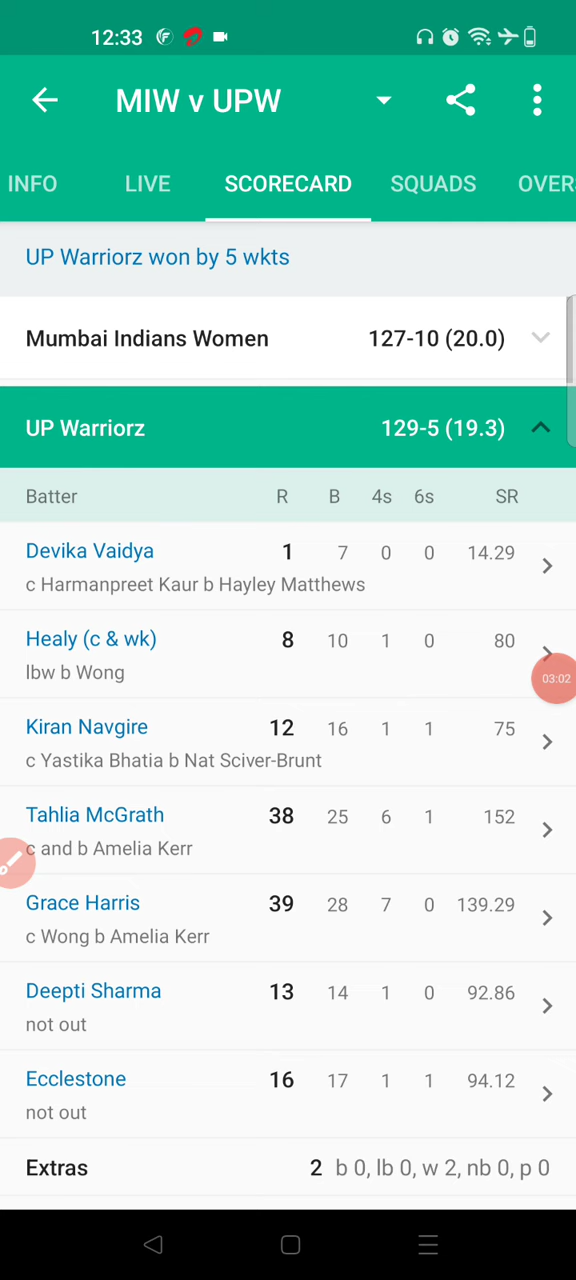 12:33
MIW v UPW
INFO LIVE SCORECARD SQUADS OVER
UP Warriorz won by 5 wkts
Mumbai Indians Women 127-10 (20.0)
UP Warriorz 129-5 (19.3)
Batter R B 4s 6s SR
Devika Vaidya 1 7 0 0 14.29
c Harmanpreet Kaur b Hayley Matthews
Healy (c & wk) 8 10 1 0 80
lbw b Wong
03:02
Kiran Navgire 12 16 1 1 75
c Yastika Bhatia b Nat Sciver-Brunt
Tahlia McGrath 38 25 6 1 152
c and b Amelia Kerr
Grace Harris 39 28 7 0 139.29
c Wong b Amelia Kerr
Deepti Sharma 13 14 1 0 92.86
not out
Ecclestone 16 17 1 1 94.12
not out
Extras 2 b 0, lb 0, w 2, nb 0, p 0